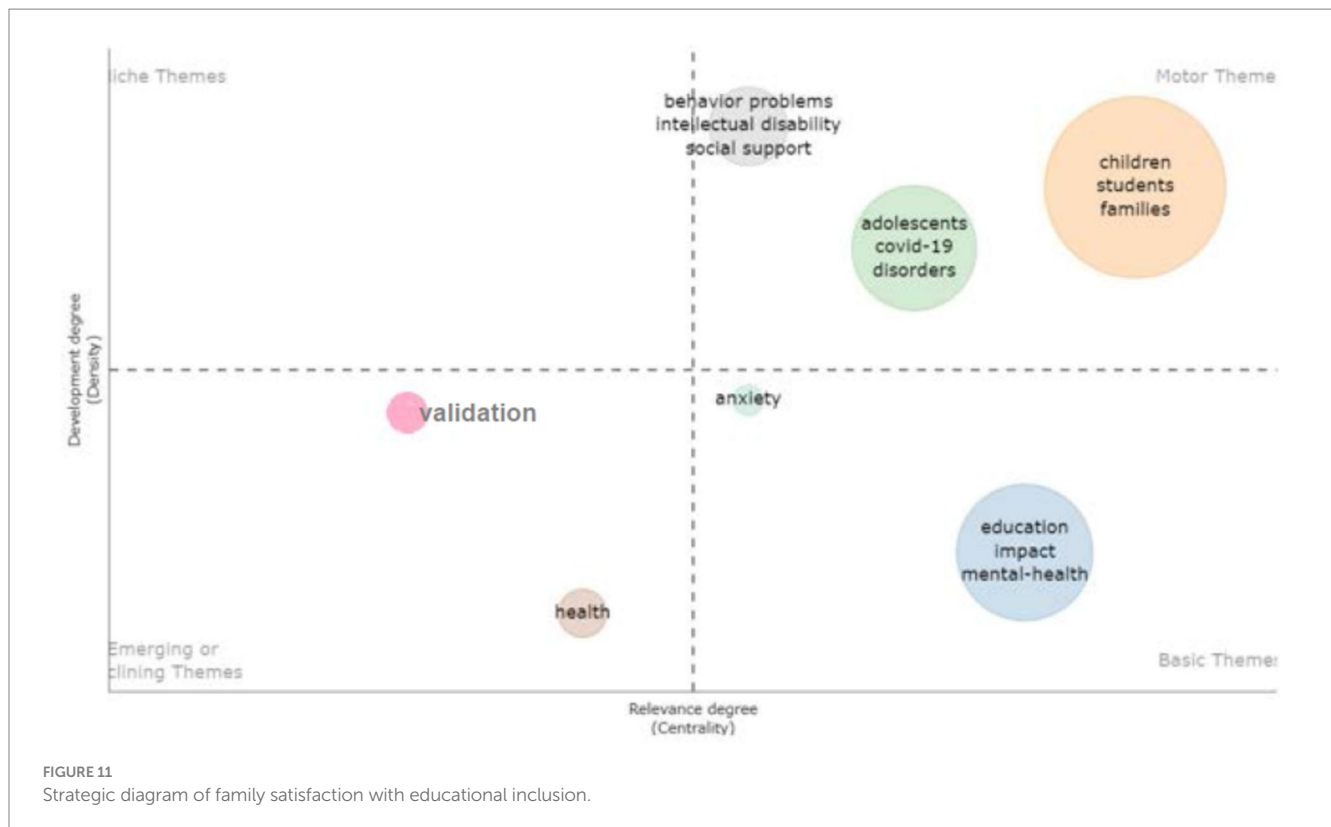 iche Themes
Motor Theme
behavior problems
intellectual disability
social support
children
students
families
adolescents
covid-19
disorders
Development degree
(Density)
validation
anxiety
education
impact
mental-health
health
Emerging or
clining Themes
Basic Theme
Relevance degree
(Centrality)
FIGURE 11
Strategic diagram of family satisfaction with educational inclusion.